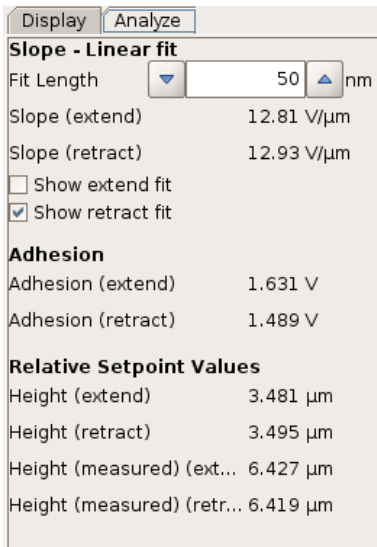 Display Analyze
Slope - Linear fit
Fit Length 50 nm
Slope (extend) 12.81 V/µm
Slope (retract) 12.93 V/µm
Show extend fit
Show retract fit
Adhesion
Adhesion (extend) 1.631 V
Adhesion (retract) 1.489 V
Relative Setpoint Values
Height (extend) 3.481 µm
Height (retract) 3.495 µm
Height (measured) (ext... 6.427 µm
Height (measured) (retr... 6.419 µm